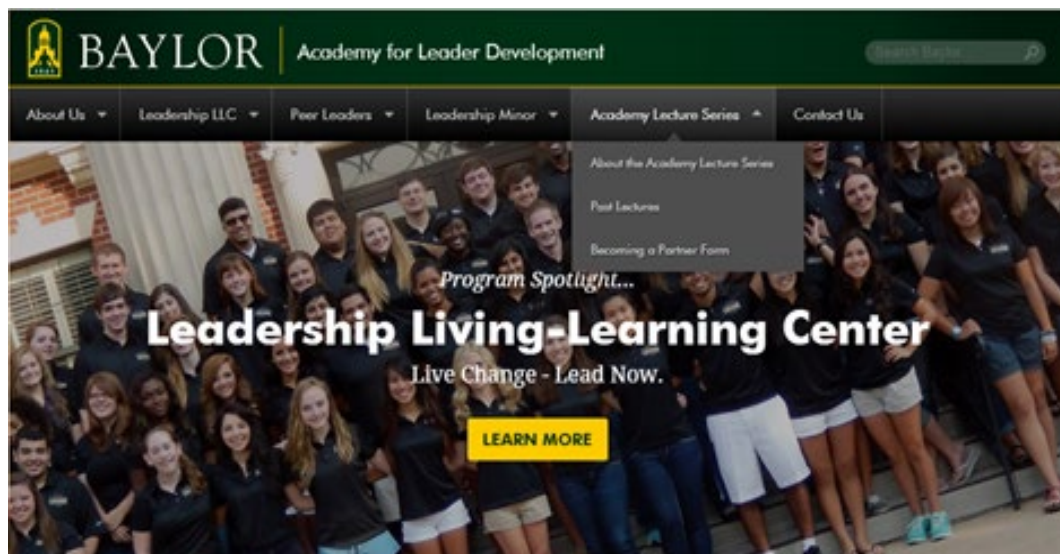 BAYLOR
Academy for Leader Development
Search Baylor
About Us
Leadership LLC
Peer Leaders
Leadership Minor
Academy Lecture Series
Contact Us
About the Academy Lecture Series
Past Lectures
Becoming a Partner Form
Program Spotlight...
Leadership Living-Learning Center
Live Change - Lead Now.
LEARN MORE